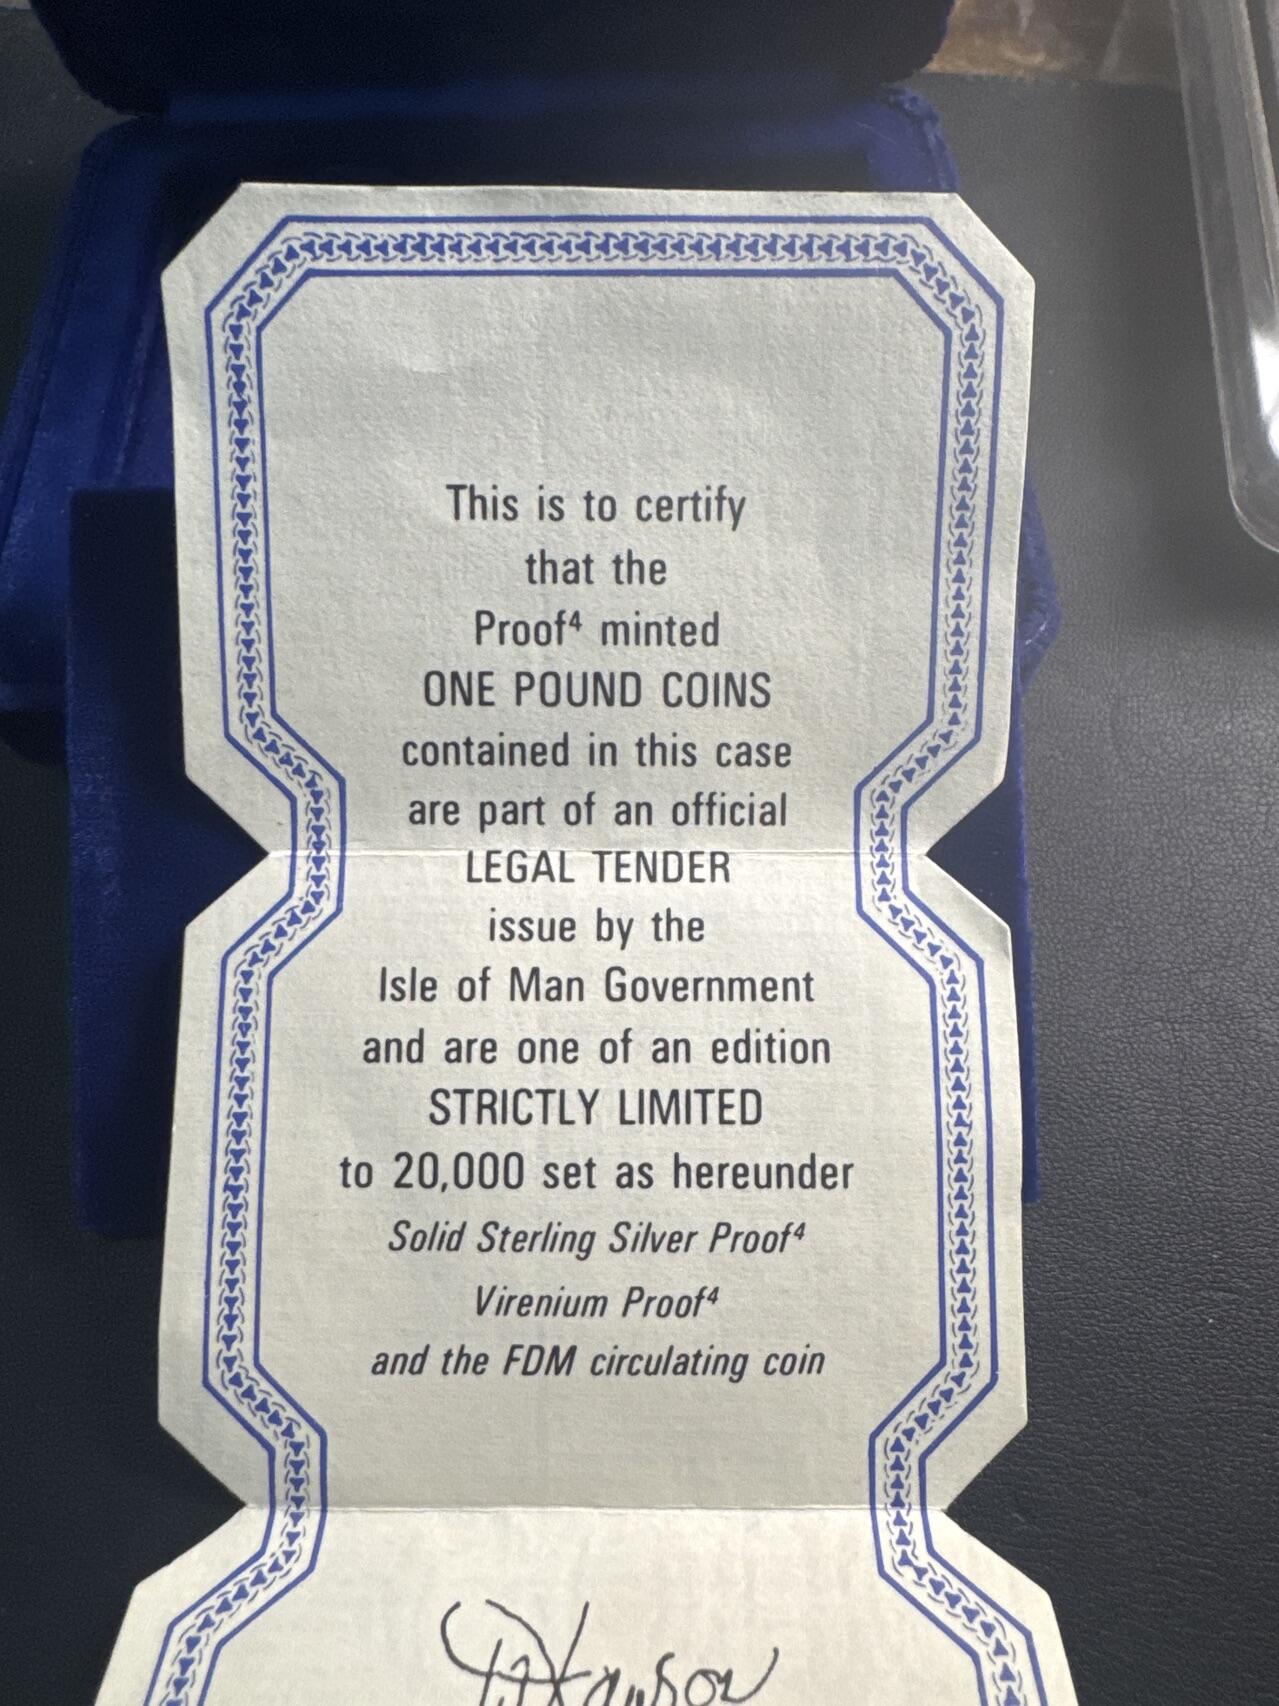 This is to certify
that the
Proof⁴ minted
ONE POUND COINS
contained in this case
are part of an official
LEGAL TENDER
issue by the
Isle of Man Government
and are one of an edition
STRICTLY LIMITED
to 20,000 set as hereunder
Solid Sterling Silver Proof⁴
Virenium Proof⁴
and the FDM circulating coin